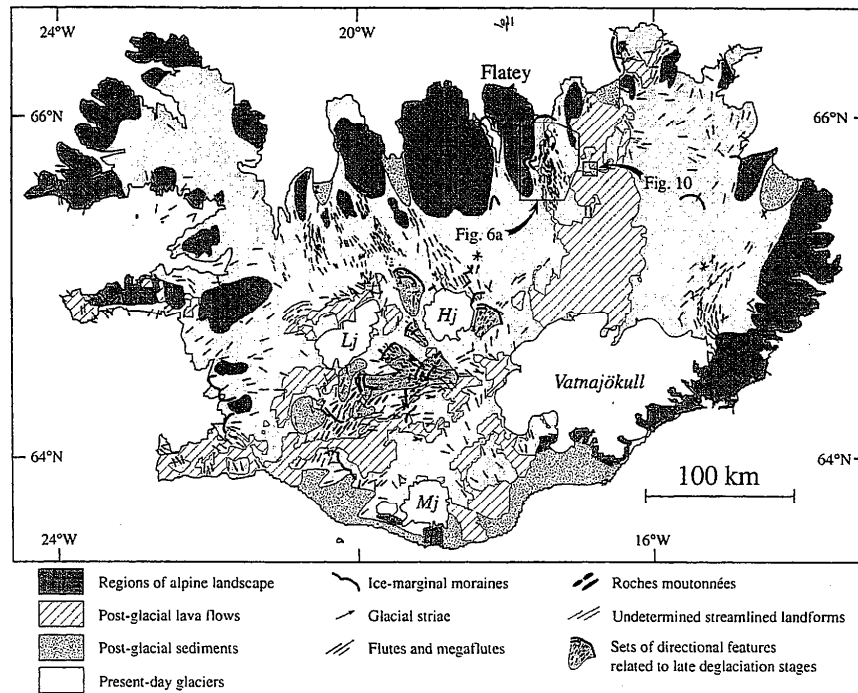 24°W
20°W
16°
Flatey
66°N
66°N
Fig. 10
Fig. 6a
Hj
Lj
Vatnajökull
64°N
64°N
100 km
Mj
24°W
16°W
Regions of alpine landscape
Ice-marginal moraines
Roches moutonnées
Post-glacial lava flows
Glacial striae
Undetermined streamlined landforms
Post-glacial sediments
Flutes and megaflutes
Sets of directional features
related to late deglaciation stages
Present-day glaciers